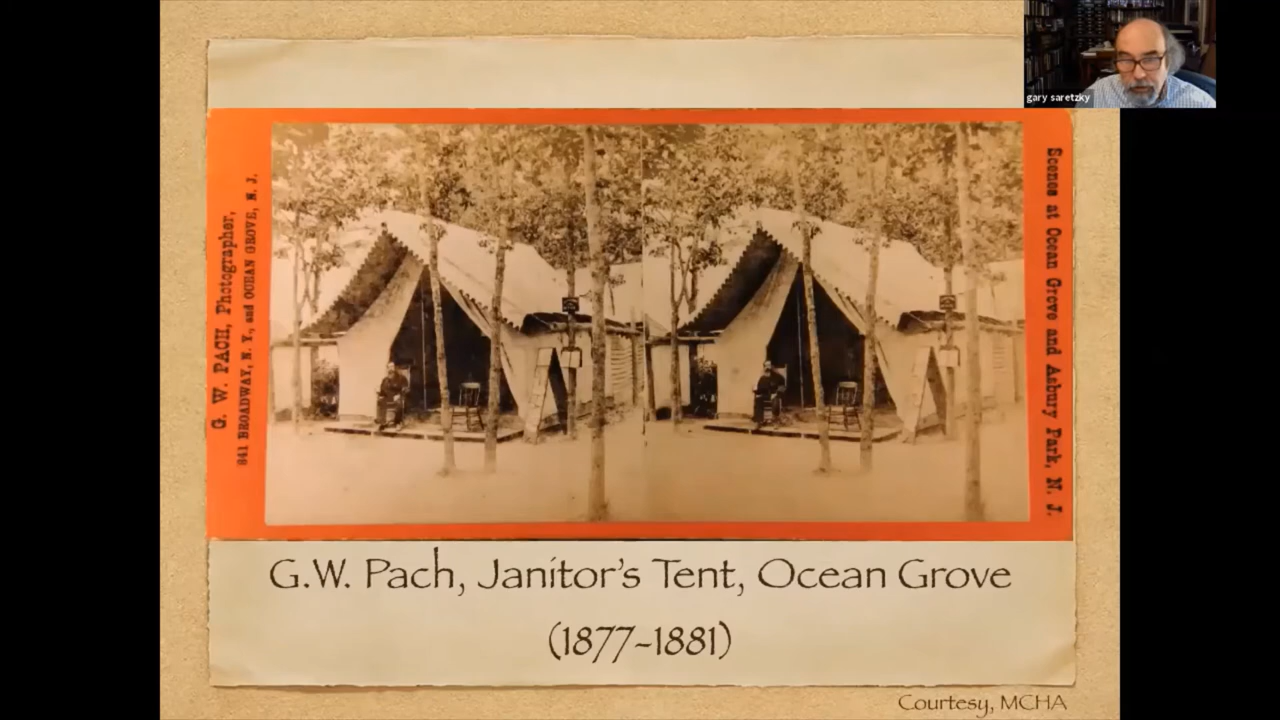 gary saretzky
G. W. PACH, Photographer,
841 BROADWAY, N. Y., and OCEAN GROVE, N. J.
Scenes at Ocean Grove and Asbury Park, N. J.
G.W. Pach, Janitor's Tent, Ocean Grove
(1877-1881)
Courtesy, MCHA